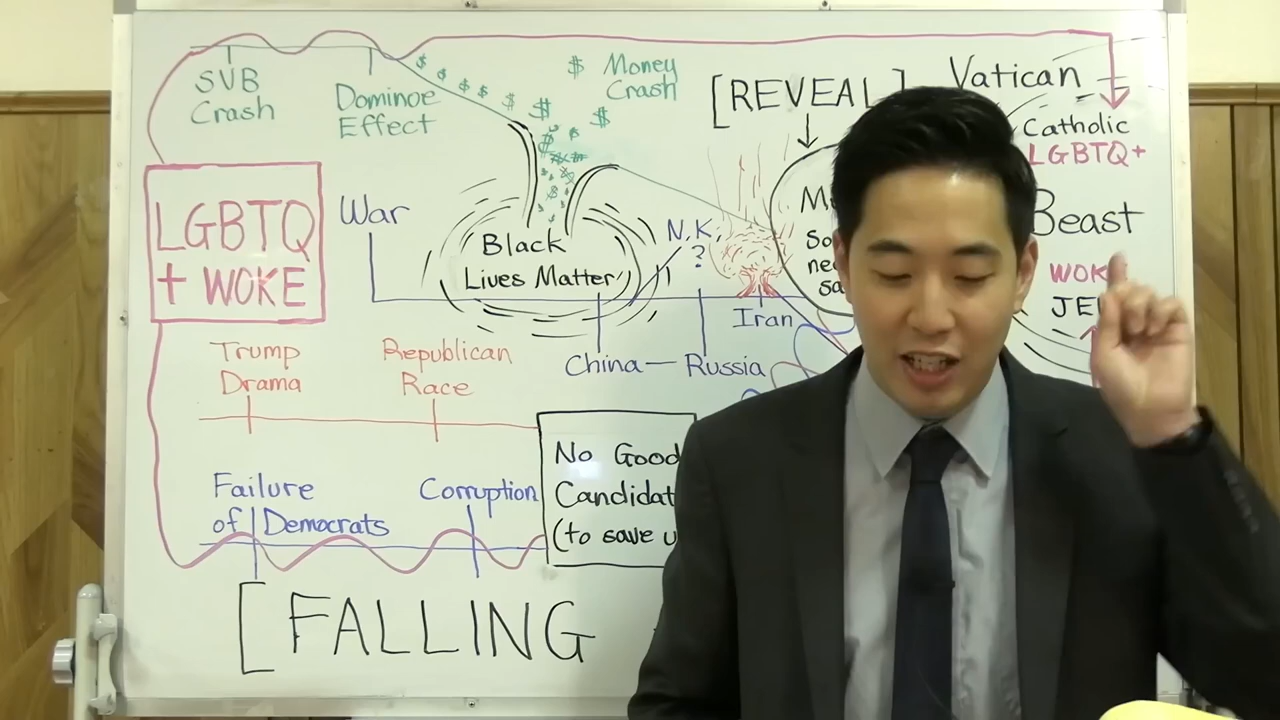 SVB
Crash
Dominoe
Effect
$ $ $ $ $ $ $
Money
Crash
[REVEAL]
Vatican
Catholic
LGBTQ+
LGBTQ
+ WOKE
War
Black
Lives Matter
N.K.
?
Beast
Iran
China — Russia
Trump
Drama
Republican
Race
No Good
(to save
Failure
of Democrats
Corruption
[FALLING